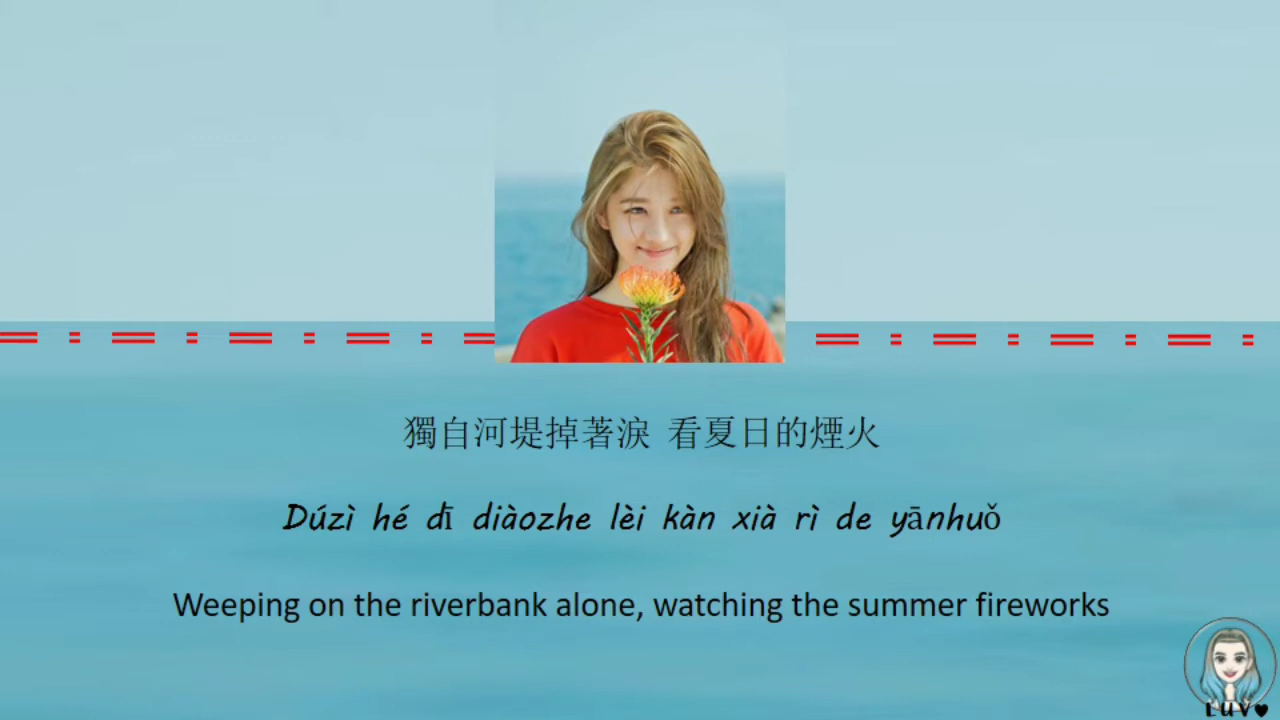 獨自河堤掉著淚 看夏日的煙火
Dúzì hé dī diàozhe lèi kàn xià rì de yānhuǒ
Weeping on the riverbank alone, watching the summer fireworks
LUV♥